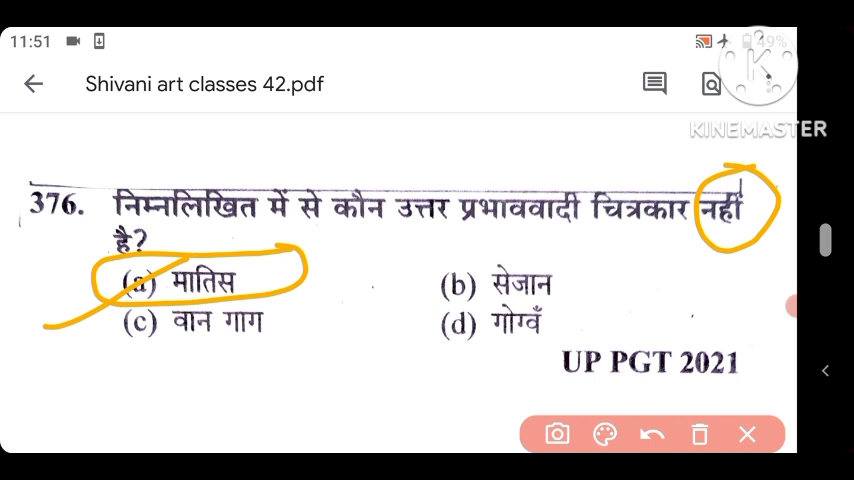 11:51
49%
Shivani art classes 42.pdf
KINEMASTER
376. निम्नलिखित में से कौन उत्तर प्रभाववादी चित्रकार नहीं
है?
(a) मातिस (b) सेजान
(c) वान गाग (d) गोग्वँ
UP PGT 2021